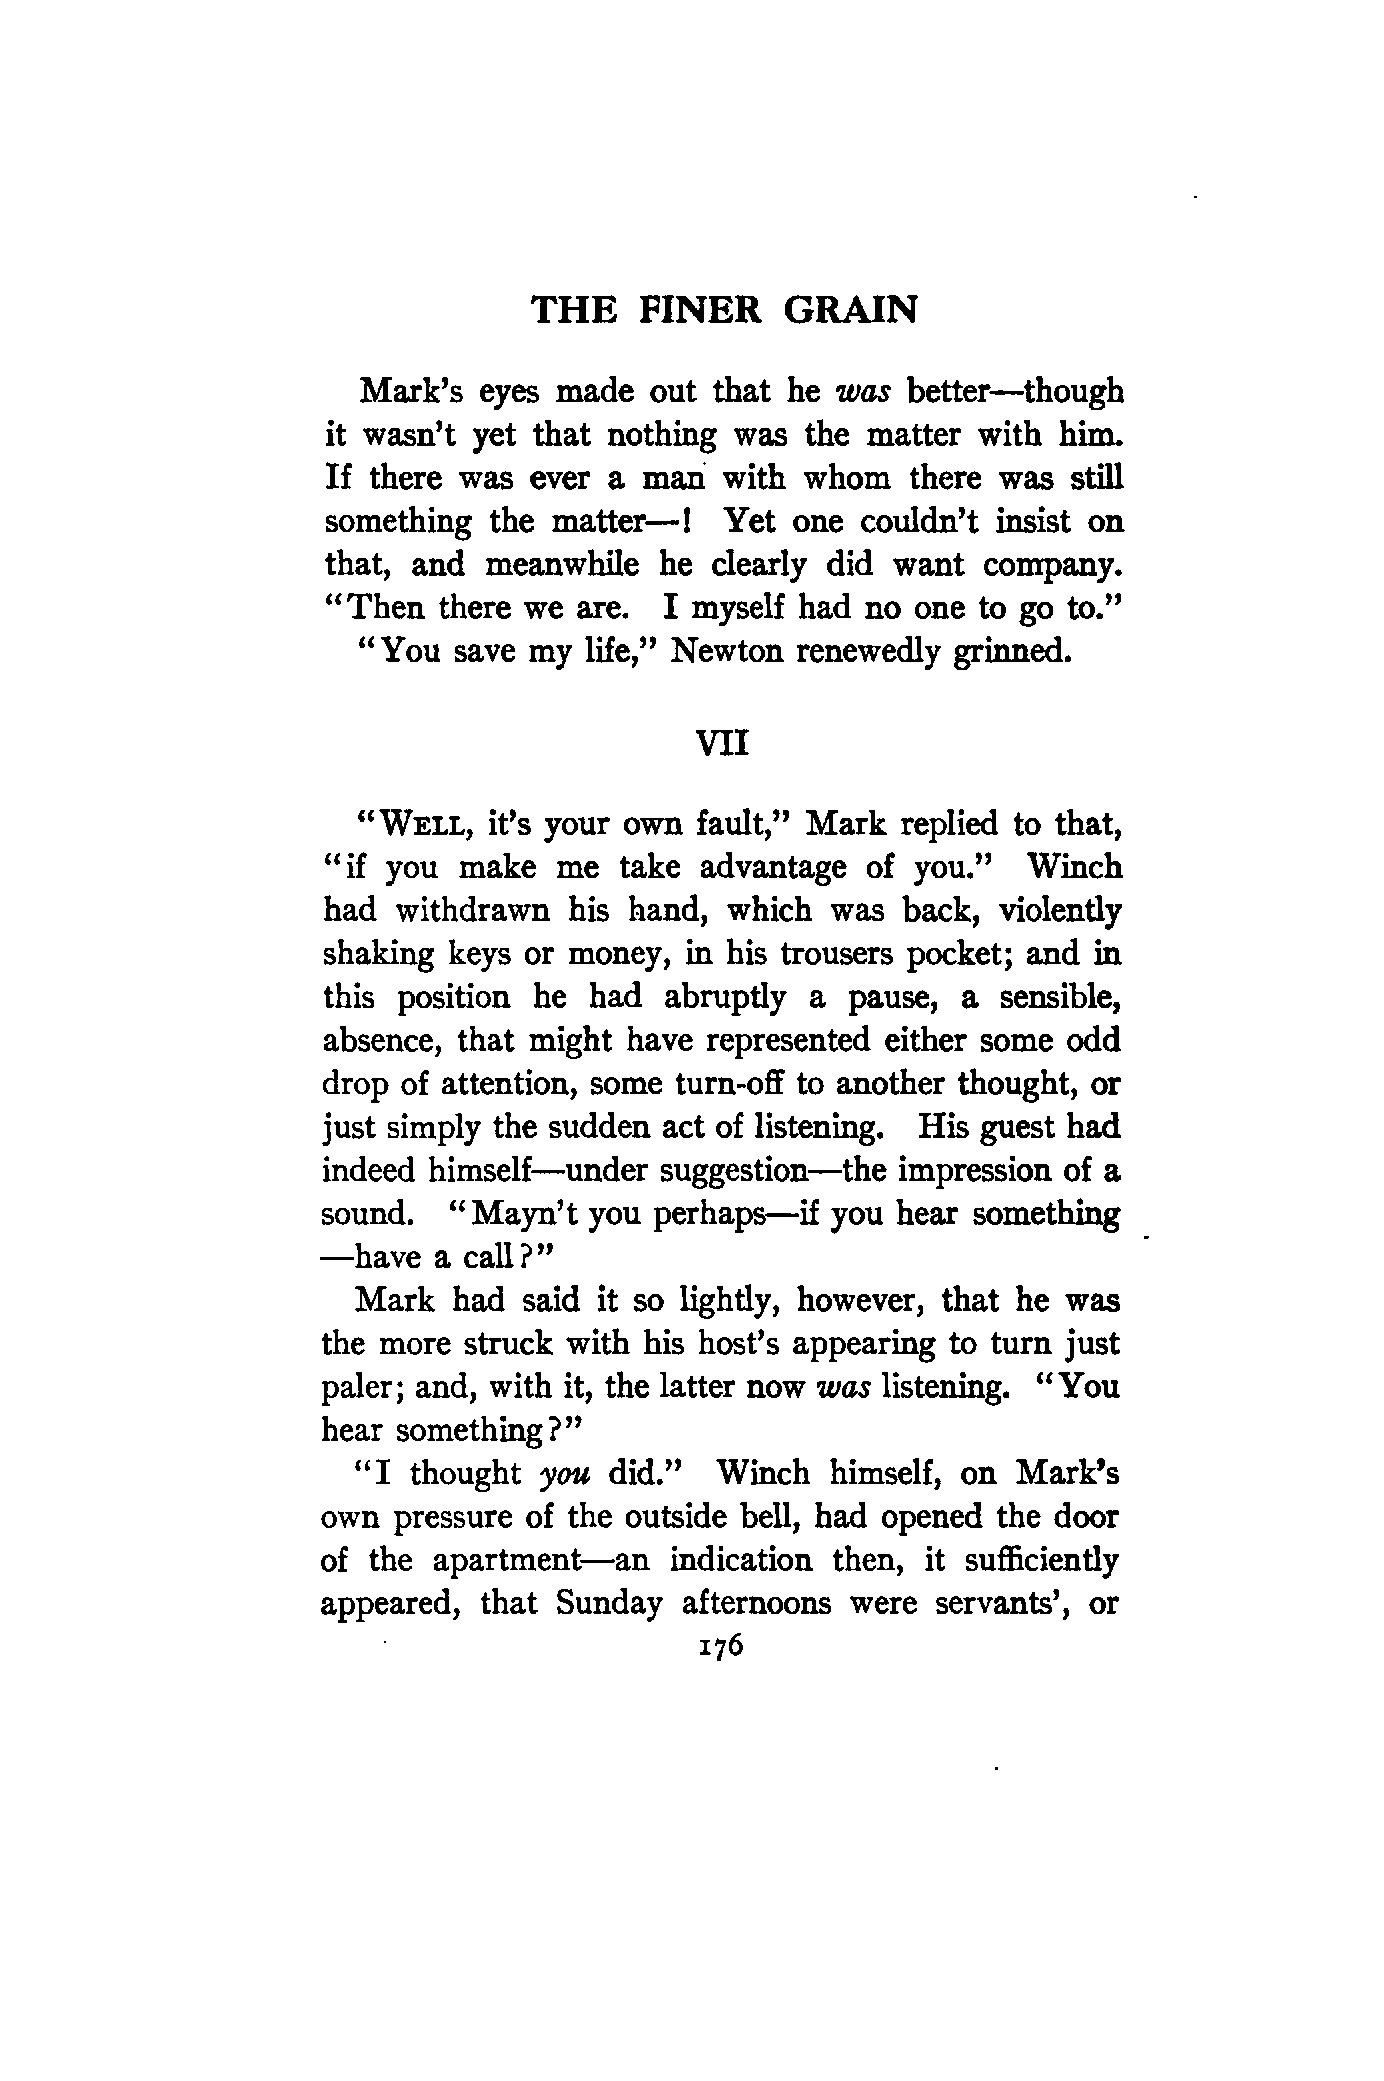 THE FINER GRAIN
Mark's eyes made out that he was better—though
it wasn't yet that nothing was the matter with him.
If there was ever a man with whom there was still
something the matter—! Yet one couldn't insist on
that, and meanwhile he clearly did want company.
"Then there we are. I myself had no one to go to."
"You save my life," Newton renewedly grinned.
VII
"WELL, it's your own fault," Mark replied to that,
"if you make me take advantage of you." Winch
had withdrawn his hand, which was back, violently
shaking keys or money, in his trousers pocket; and in
this position he had abruptly a pause, a sensible,
absence, that might have represented either some odd
drop of attention, some turn-off to another thought, or
just simply the sudden act of listening. His guest had
indeed himself—under suggestion—the impression of a
sound. "Mayn't you perhaps—if you hear something
—have a call?"
Mark had said it so lightly, however, that he was
the more struck with his host's appearing to turn just
paler; and, with it, the latter now was listening. "You
hear something?"
"I thought you did." Winch himself, on Mark's
own pressure of the outside bell, had opened the door
of the apartment—an indication then, it sufficiently
appeared, that Sunday afternoons were servants', or
176